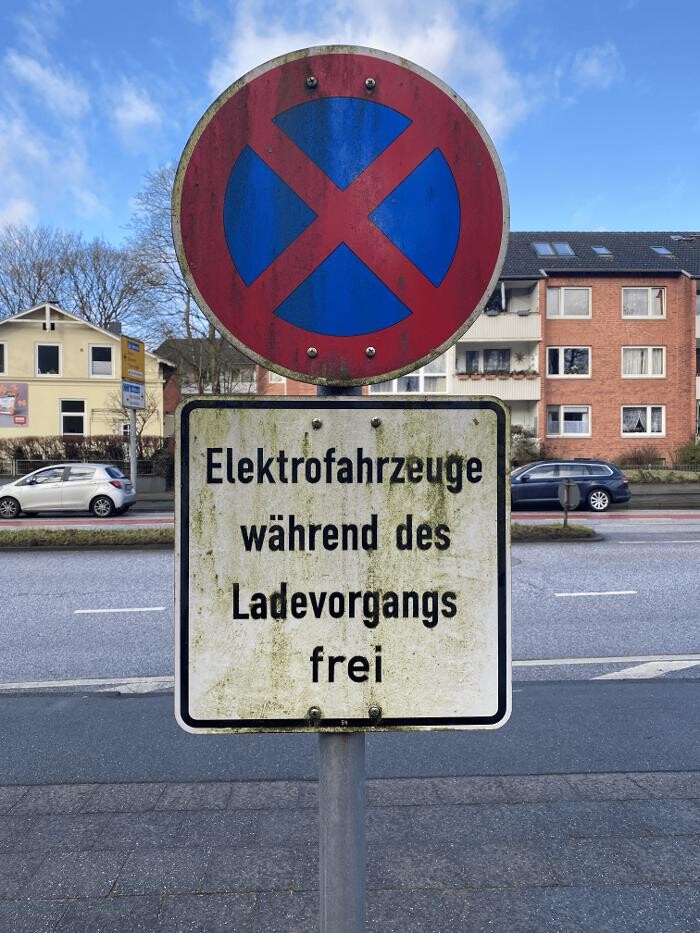 Elektrofahrzeuge
während des
Ladevorgangs
frei